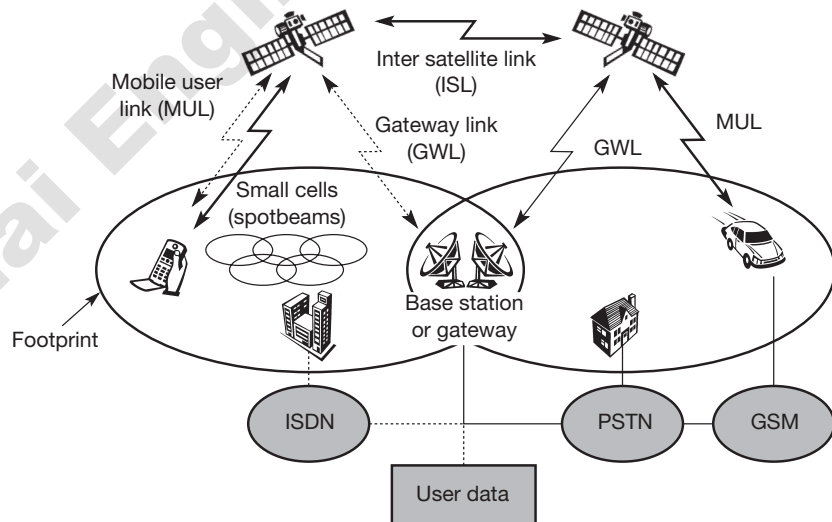 Inter satellite link
(ISL)
Mobile user
link (MUL)
Gateway link
(GWL)
MUL
GWL
Small cells
(spotbeams)
Base station
or gateway
Footprint
ISDN
PSTN
GSM
User data